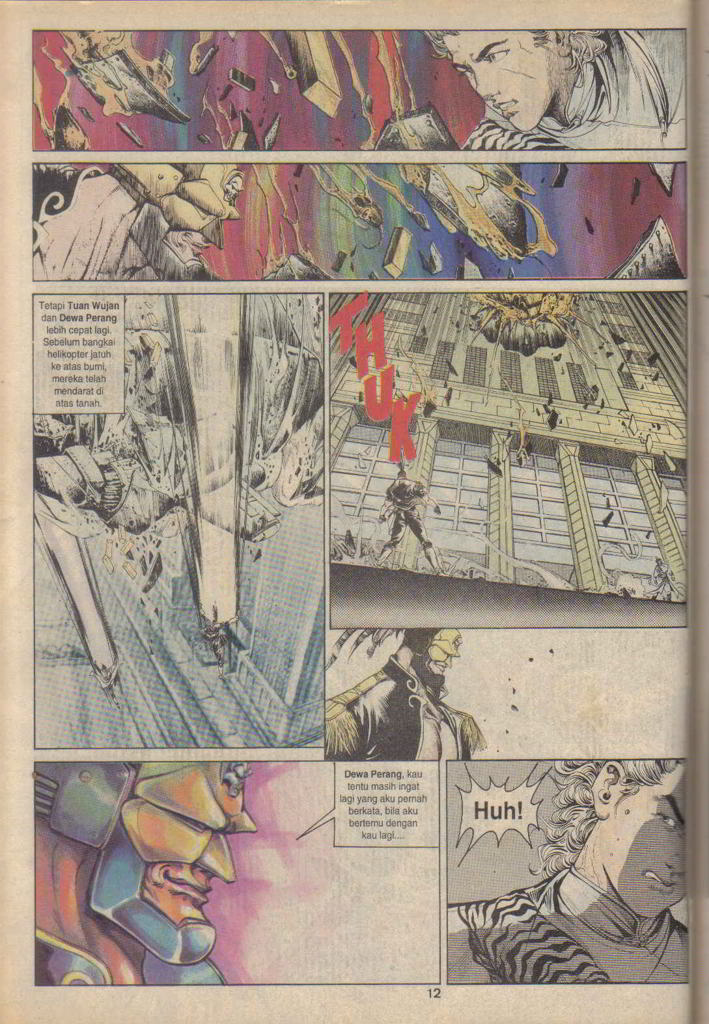 Tetapi Tuan Wujan
dan Dewa Perang
lebih cepat lagi.
Sebelum bangkai
helikopter jatuh
ke atas bumi,
mereka telah
mendarat di
atas tanah.
THUK
Dewa Perang, kau
tentu masih ingat
lagi yang aku pernah
berkata, bila aku
bertemu dengan
kau lagi....
Huh!
12